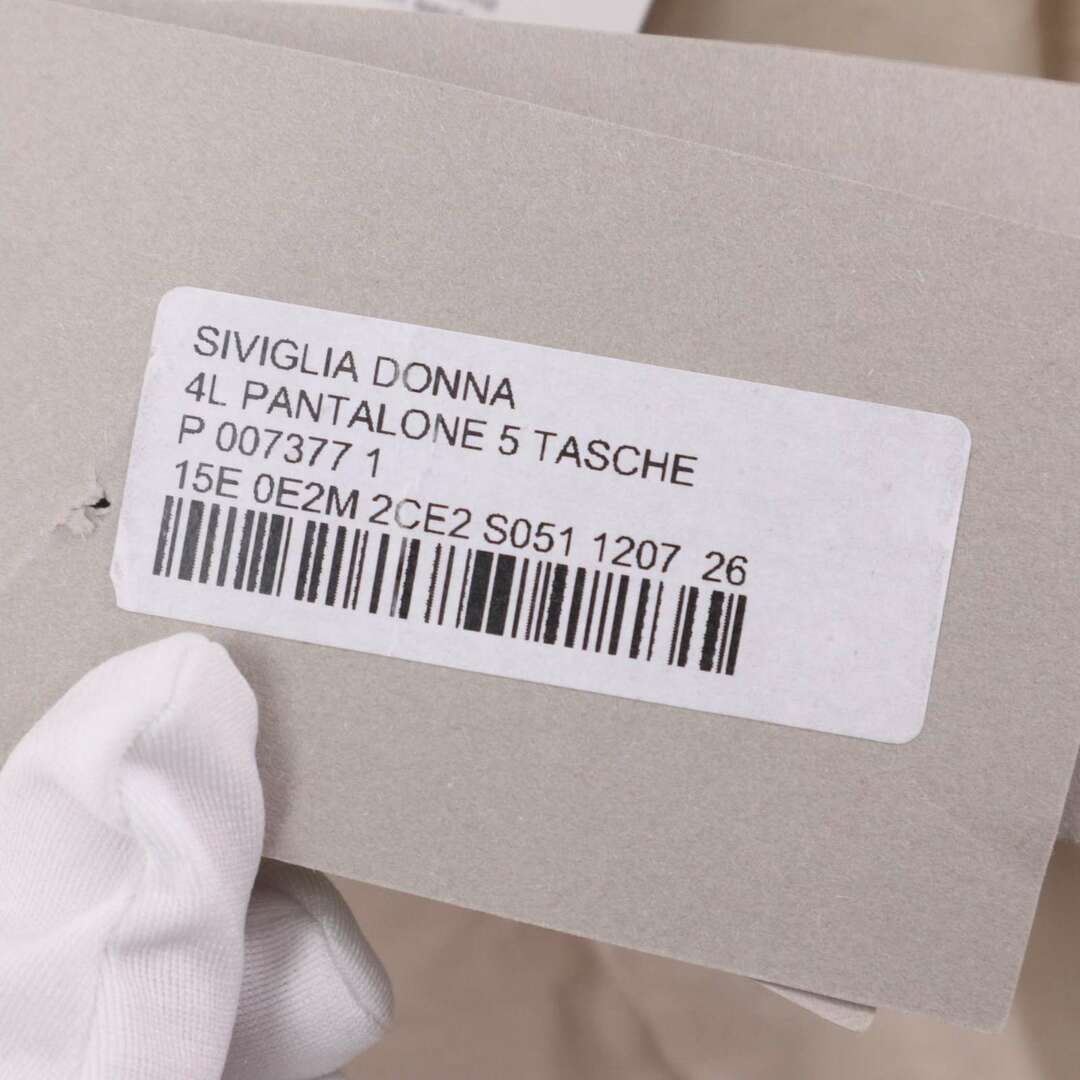 SIVIGLIA DONNA
4L PANTALONE 5 TASCHE
P 007377 1
15E 0E2M 2CE2 S051 1207 26